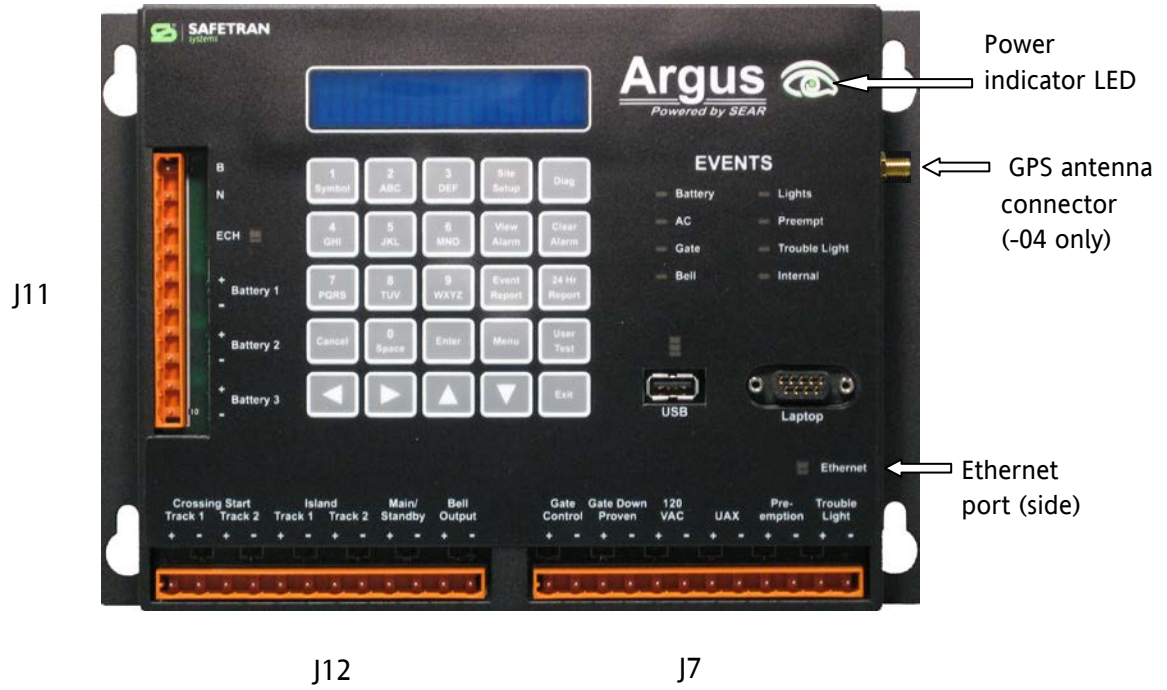 SAFETRAN
systems
Argus
Powered by SEAR
Power
indicator LED
GPS antenna
connector
(-04 only)
B
N
ECH
+
Battery 1
-
+
Battery 2
-
+
Battery 3
-
10
J11
1
Symbol
2
ABC
3
DEF
Site
Setup
Diag
4
GHI
5
JKL
6
MNO
View
Alarm
Clear
Alarm
7
PQRS
8
TUV
9
WXYZ
Event
Report
24 Hr
Report
Cancel
0
Space
Enter
Menu
User
Test
Exit
EVENTS
Battery Lights
AC Preempt
Gate Trouble Light
Bell Internal
USB
Laptop
Ethernet
Ethernet
port (side)
Crossing Start Island Main/ Bell
Track 1 Track 2 Track 1 Track 2 Standby Output
+ - + - + - + - + - + -
Gate Gate Down 120 Pre- Trouble
Control Proven VAC UAX emption Light
+ - + - + - + - + - + -
J12
J7